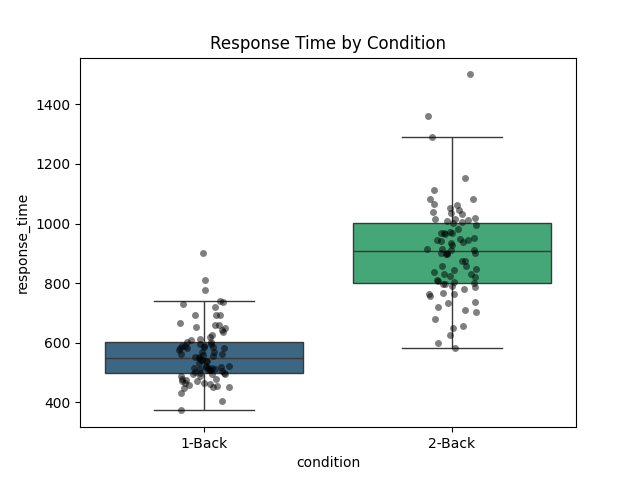 Response Time by Condition
response_time
1400
1200
1000
800
600
400
1-Back
2-Back
condition